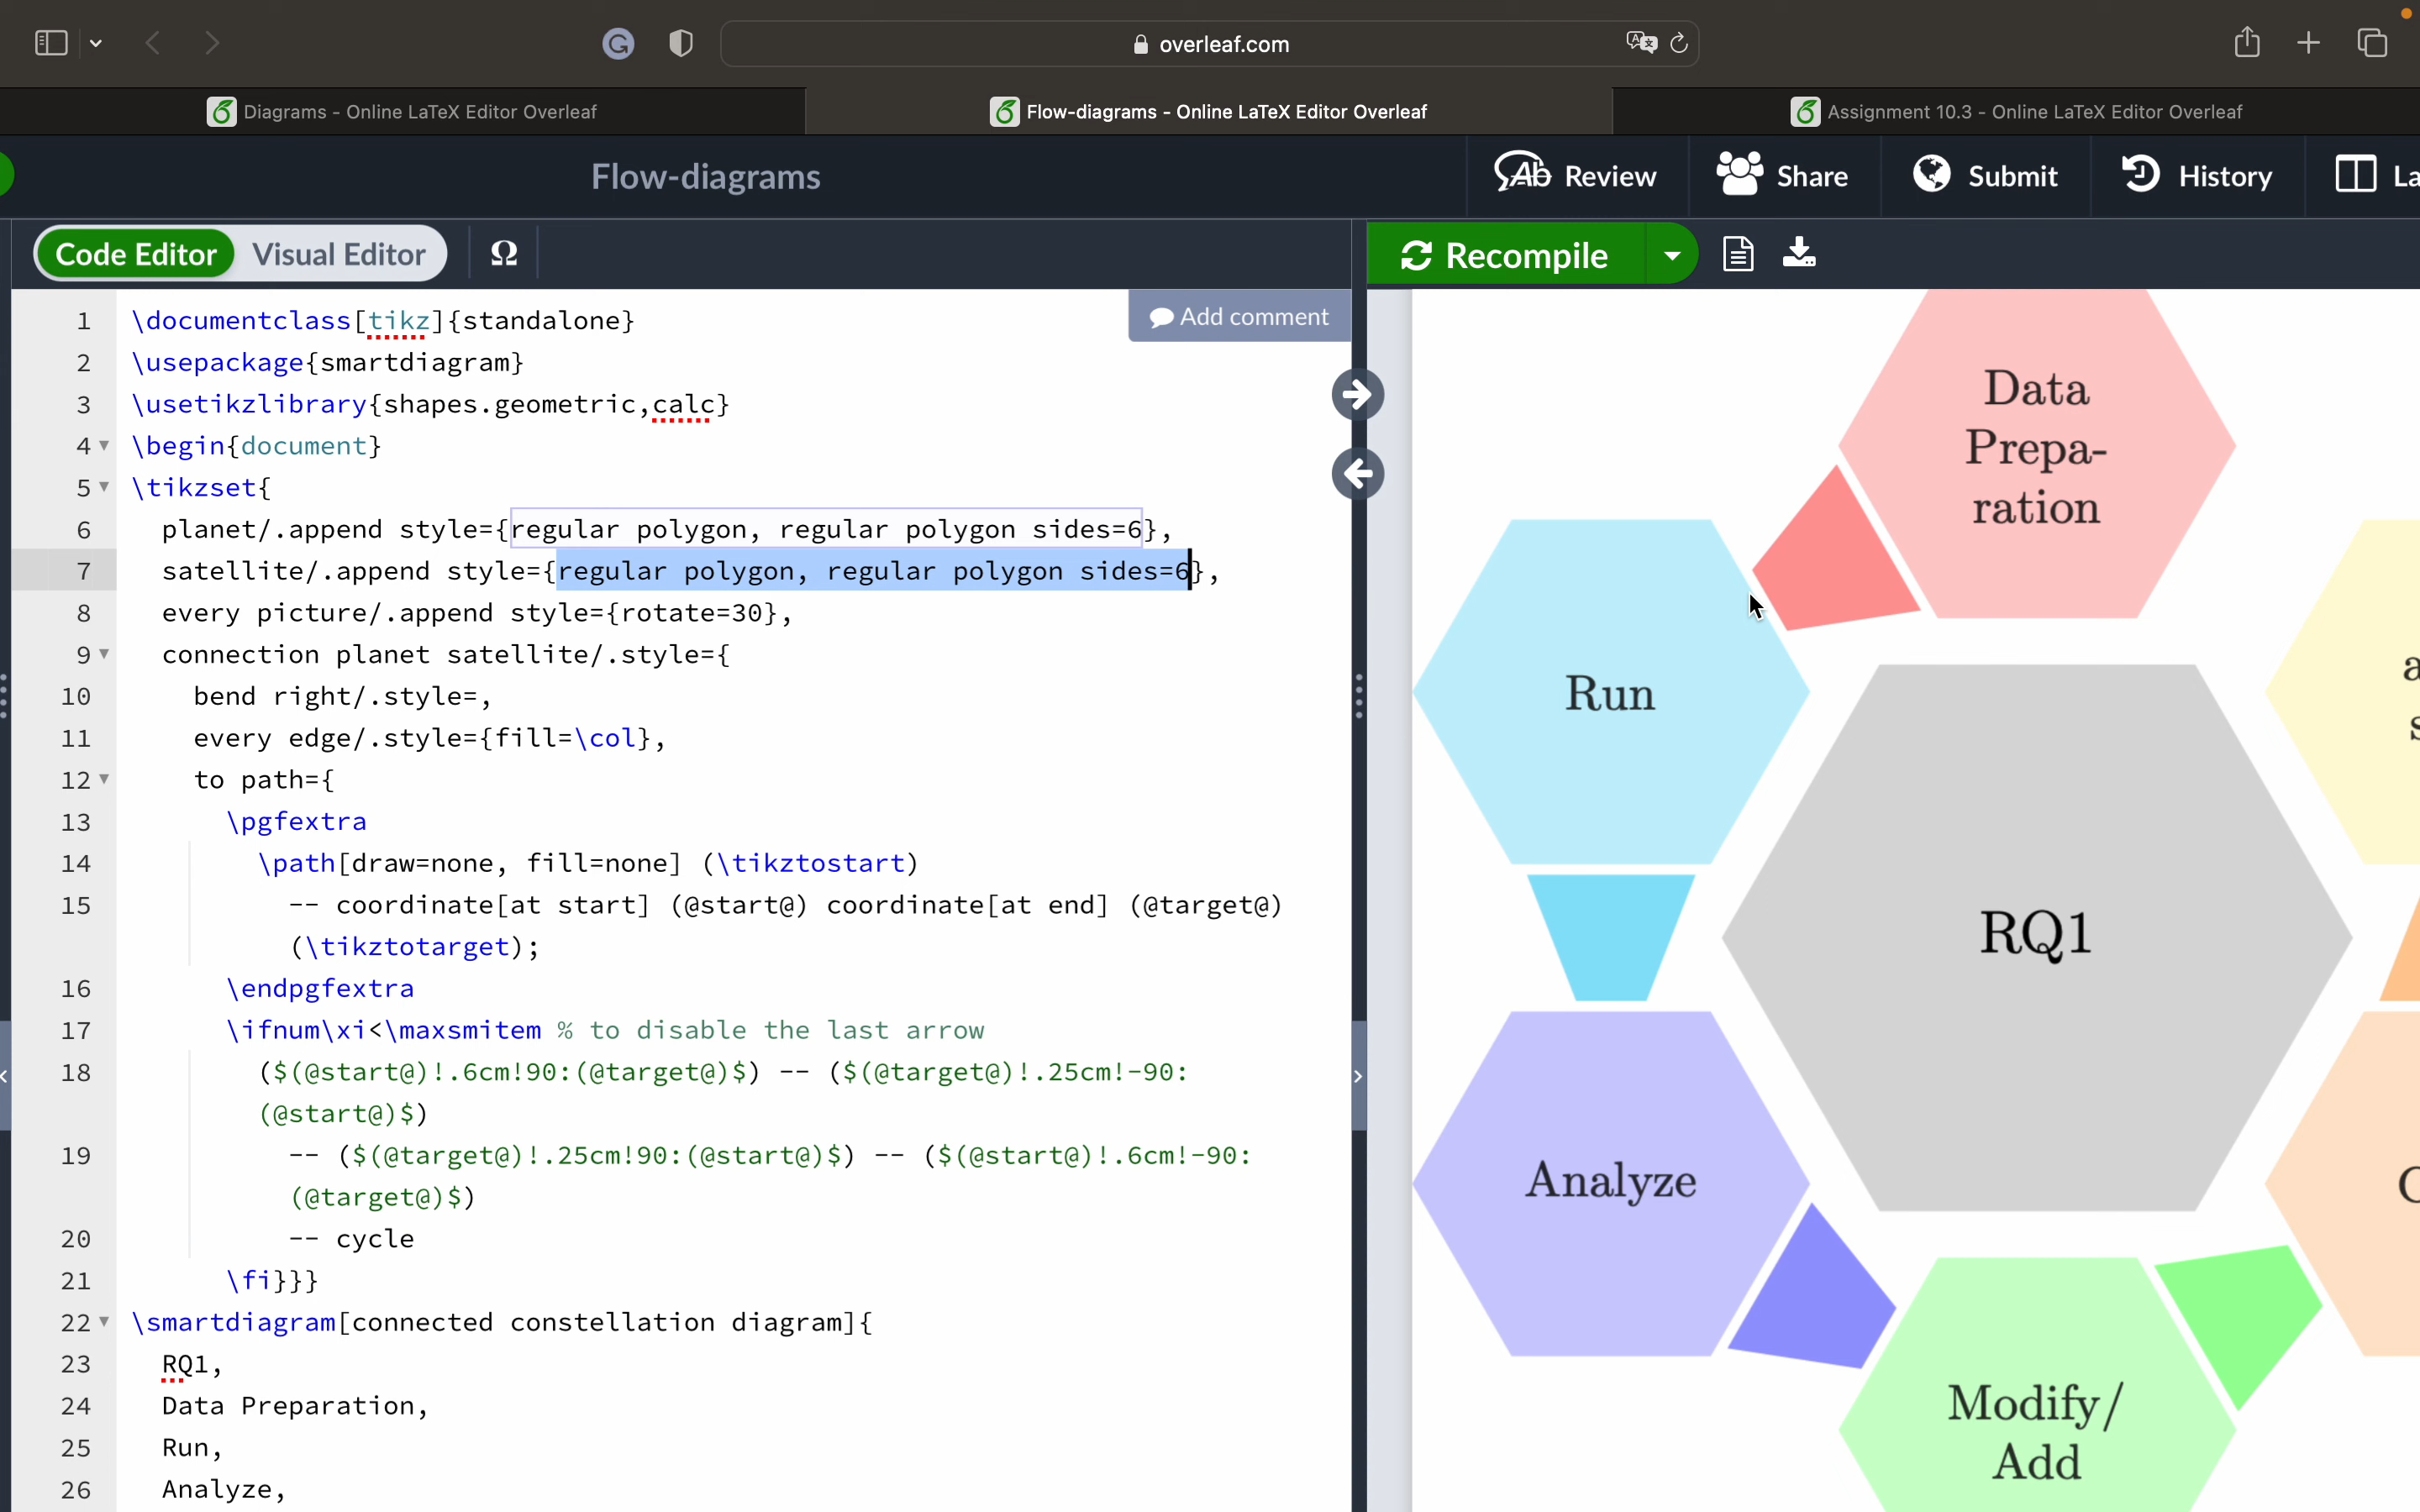 overleaf.com
Diagrams - Online LaTeX Editor Overleaf
Flow-diagrams - Online LaTeX Editor Overleaf
Assignment 10.3 - Online LaTeX Editor Overleaf
Flow-diagrams
Review
Share
Submit
History
La
Code Editor
Visual Editor
Ω
Recompile
Add comment
1 \documentclass[tikz]{standalone}
2 \usepackage{smartdiagram}
3 \usetikzlibrary{shapes.geometric,calc}
4 \begin{document}
5 \tikzset{
6 planet/.append style={regular polygon, regular polygon sides=6},
7 satellite/.append style={regular polygon, regular polygon sides=6},
8 every picture/.append style={rotate=30},
9 connection planet satellite/.style={
10 bend right/.style=,
11 every edge/.style={fill=\col},
12 to path={
13 \pgfextra
14 \path[draw=none, fill=none] (\tikztostart)
15 -- coordinate[at start] (@start@) coordinate[at end] (@target@)
(\tikztotarget);
16 \endpgfextra
17 \ifnum\xi<\maxsmitem % to disable the last arrow
18 ($(@start@)!.6cm!90:(@target@)$) -- ($(@target@)!.25cm!-90:
(@start@)$)
19 -- ($(@target@)!.25cm!90:(@start@)$) -- ($(@start@)!.6cm!-90:
(@target@)$)
20 -- cycle
21 \fi}}}
22 \smartdiagram[connected constellation diagram]{
23 RQ1,
24 Data Preparation,
25 Run,
26 Analyze,
Data
Prepa-
ration
Run
RQ1
Analyze
Modify/
Add